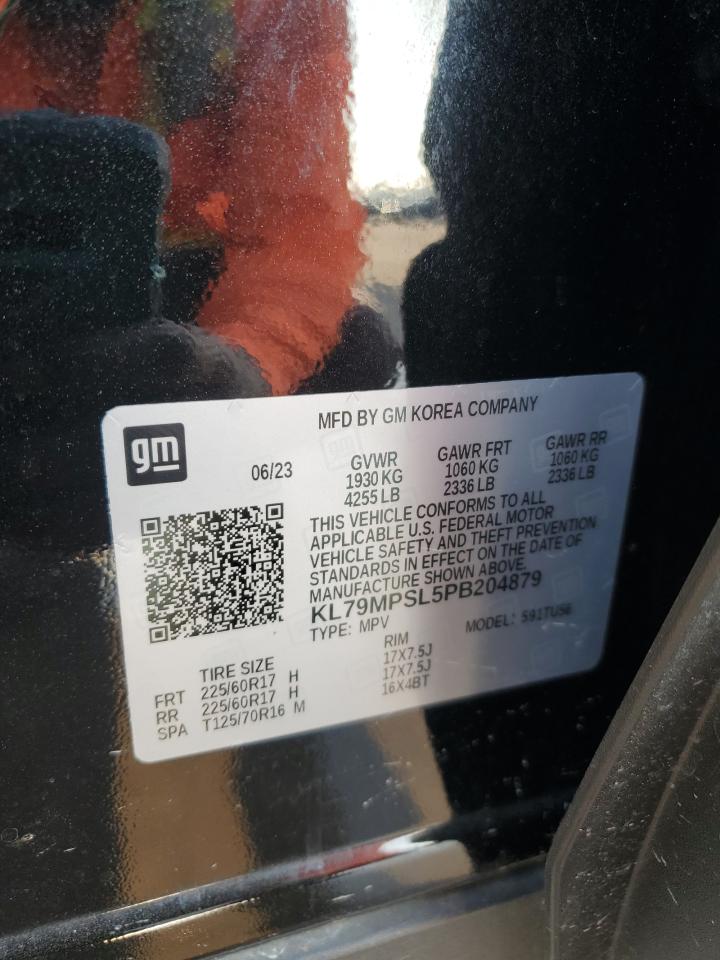 MFD BY GM KOREA COMPANY
gm
06/23
GVWR
1930 KG
4255 LB
GAWR FRT
1060 KG
2336 LB
GAWR RR
1060 KG
2336 LB
THIS VEHICLE CONFORMS TO ALL
APPLICABLE U.S. FEDERAL MOTOR
VEHICLE SAFETY AND THEFT PREVENTION
STANDARDS IN EFFECT ON THE DATE OF
MANUFACTURE SHOWN ABOVE.
KL79MPSL5PB204879
TYPE: MPV MODEL: 591TUS6
TIRE SIZE RIM
FRT 225/60R17 H 17X7.5J
RR 225/60R17 H 17X7.5J
SPA T125/70R16 M 16X4BT